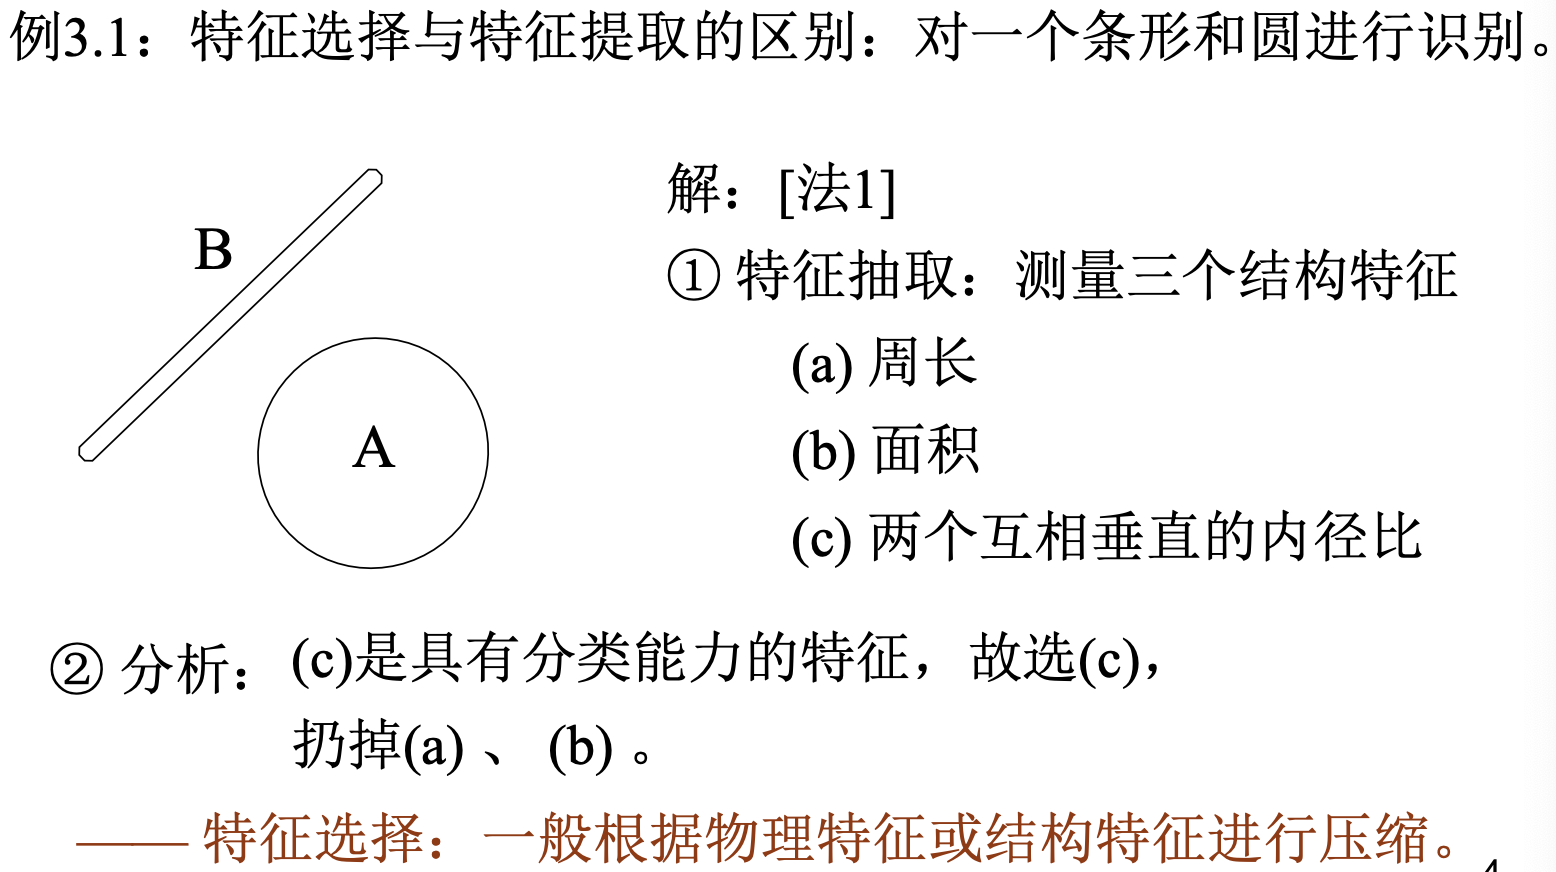 例3.1：特征选择与特征提取的区别：对一个条形和圆进行识别。
B
A
解：[法1]
① 特征抽取：测量三个结构特征
(a) 周长
(b) 面积
(c) 两个互相垂直的内径比
② 分析：(c)是具有分类能力的特征，故选(c)，
扔掉(a) 、 (b) 。
—— 特征选择：一般根据物理特征或结构特征进行压缩。